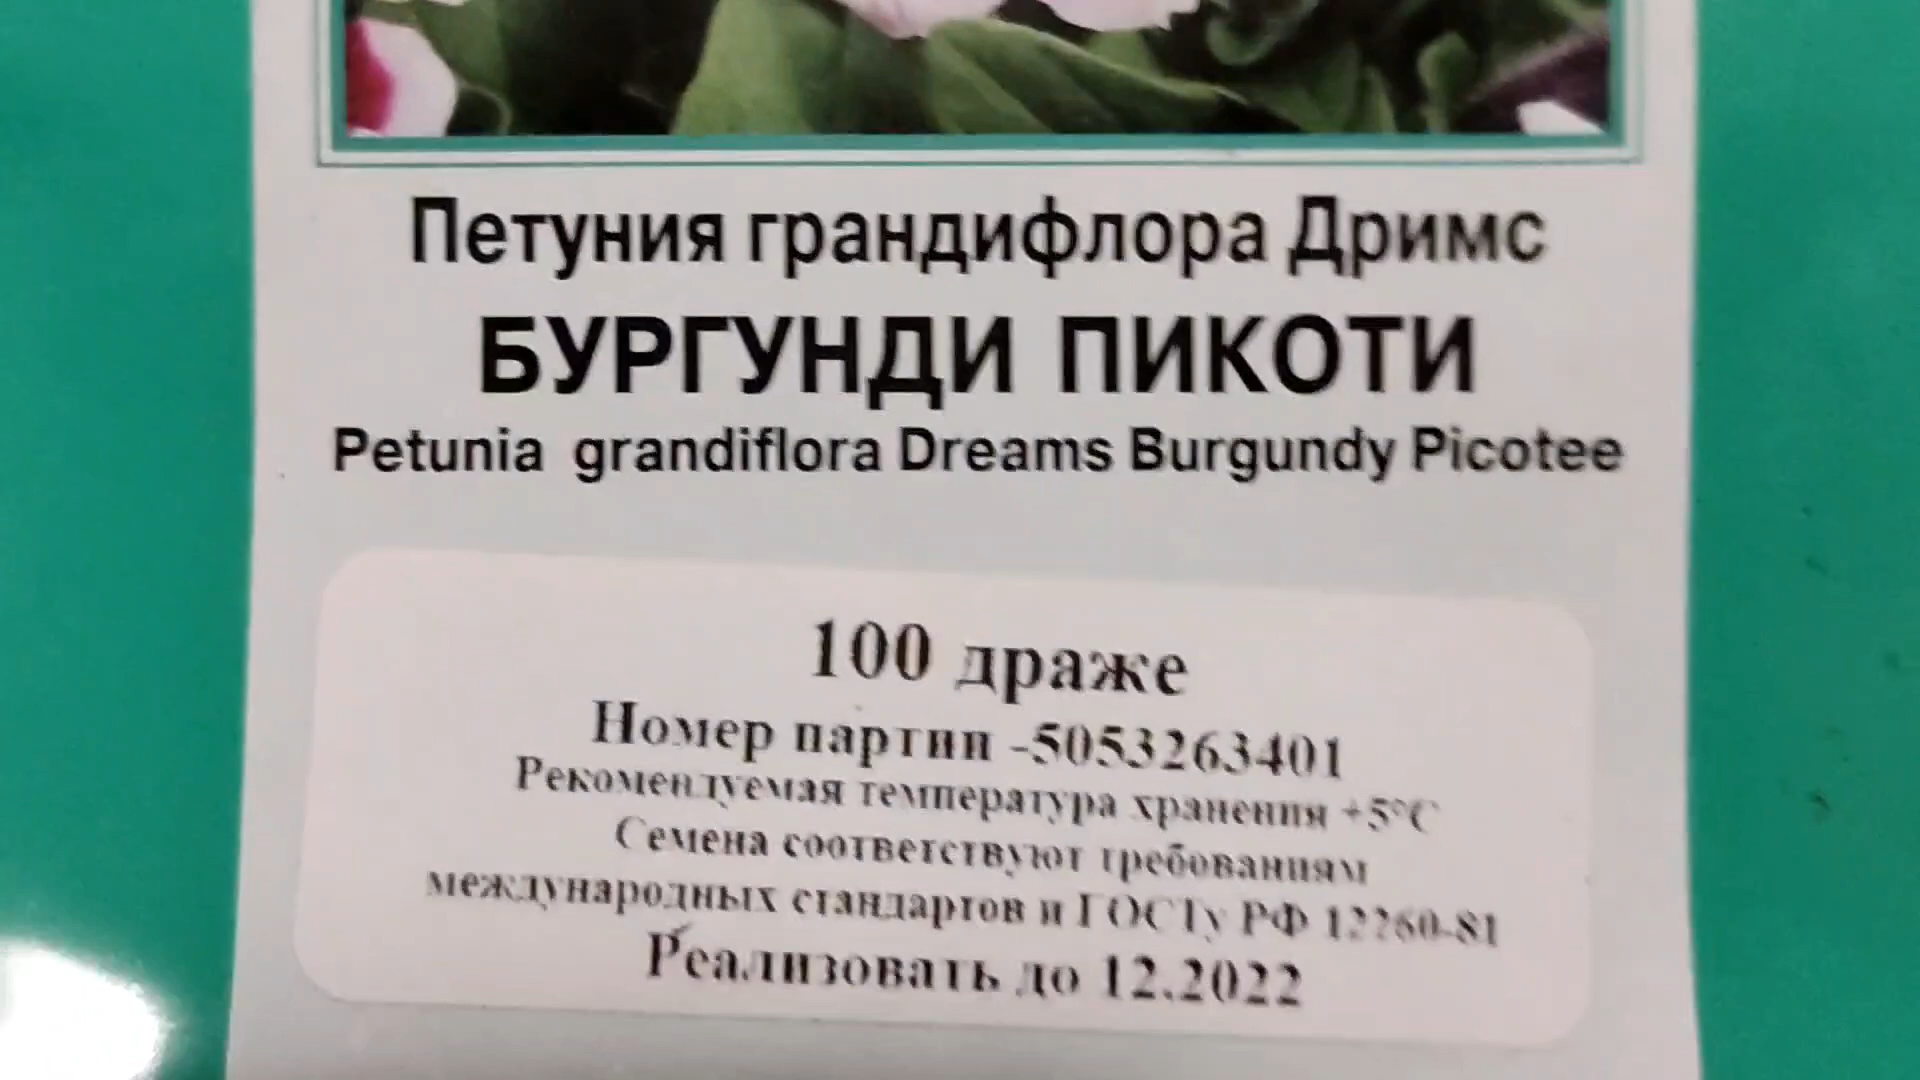 Петуния грандифлора Дримс
БУРГУНДИ ПИКОТИ
Petunia grandiflora Dreams Burgundy Picotee
100 драже
Номер партии -5053263401
Рекомендуемая температура хранения +5°C
Семена соответствуют требованиям
международных стандартов и ГОСТу РФ 12260-81
Реализовать до 12.2022